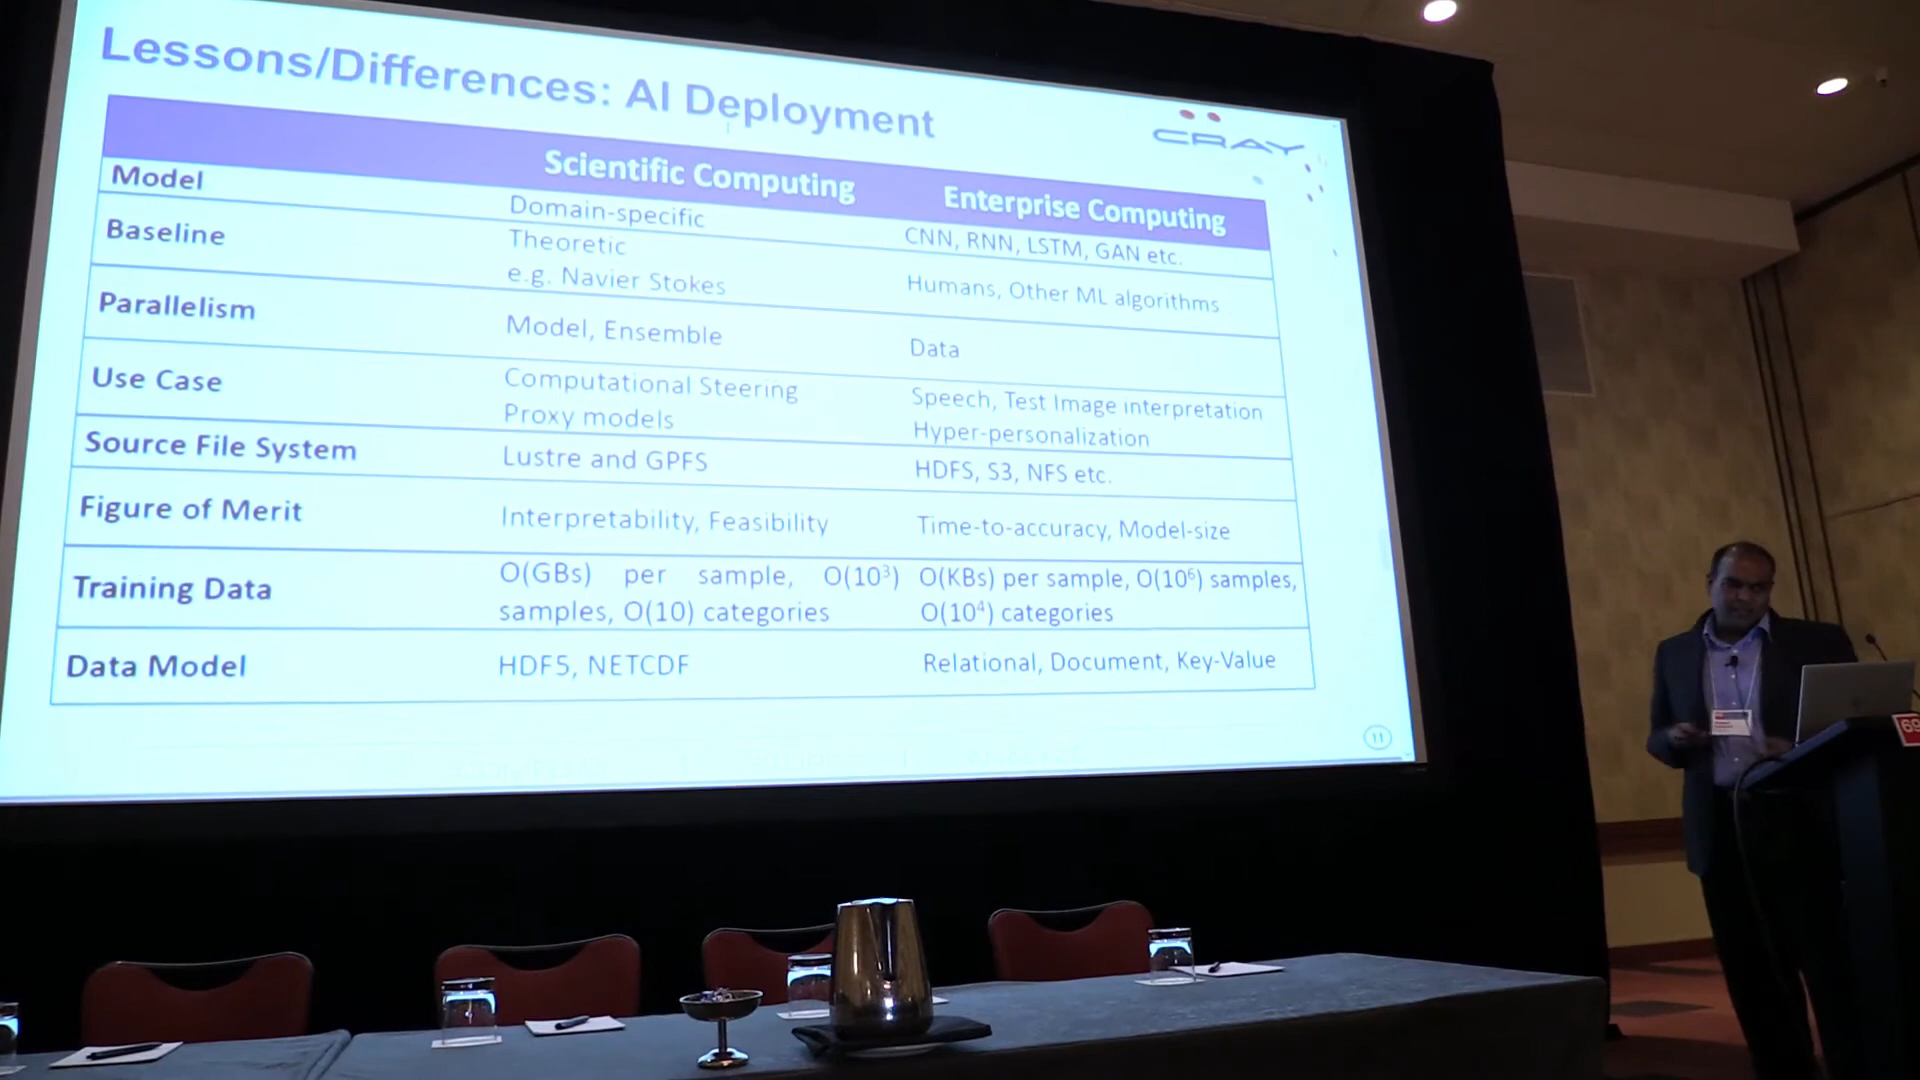 Lessons/Differences: AI Deployment
CRAY
Scientific Computing Enterprise Computing
Model Domain-specific CNN, RNN, LSTM, GAN etc.
Baseline Theoretic
e.g. Navier Stokes Humans, Other ML algorithms
Parallelism Model, Ensemble Data
Use Case Computational Steering Speech, Test Image interpretation
Proxy models Hyper-personalization
Source File System Lustre and GPFS HDFS, S3, NFS etc.
Figure of Merit Interpretability, Feasibility Time-to-accuracy, Model-size
Training Data O(GBs) per sample, O(10³) O(KBs) per sample, O(10⁶) samples,
samples, O(10) categories O(10⁴) categories
Data Model HDF5, NETCDF Relational, Document, Key-Value
11
69